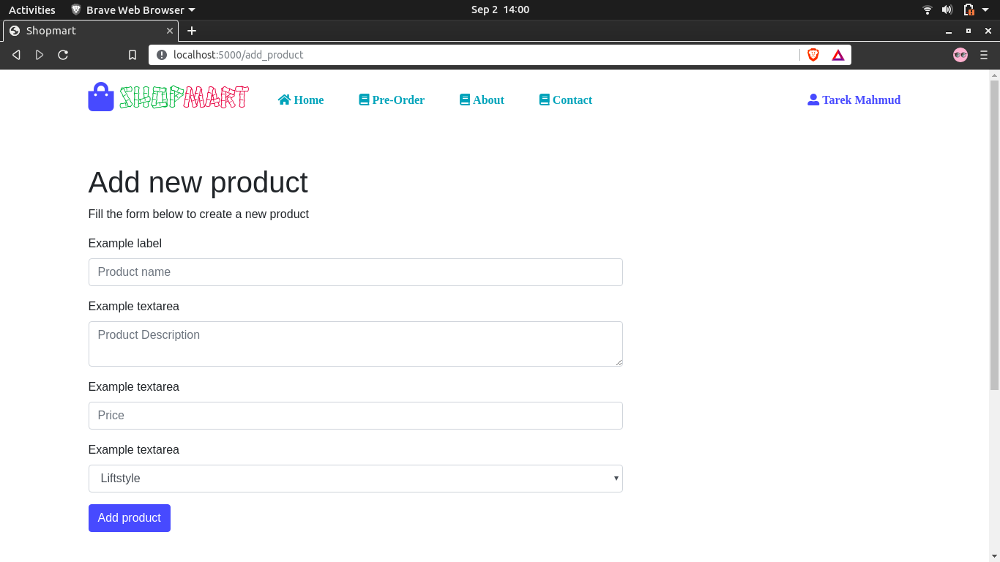 Activities Brave Web Browser Sep 2 14:00
Shopmart
localhost:5000/add_product
SHOPMART Home Pre-Order About Contact Tarek Mahmud
Add new product
Fill the form below to create a new product
Example label
Product name
Example textarea
Product Description
Example textarea
Price
Example textarea
Liftstyle
Add product